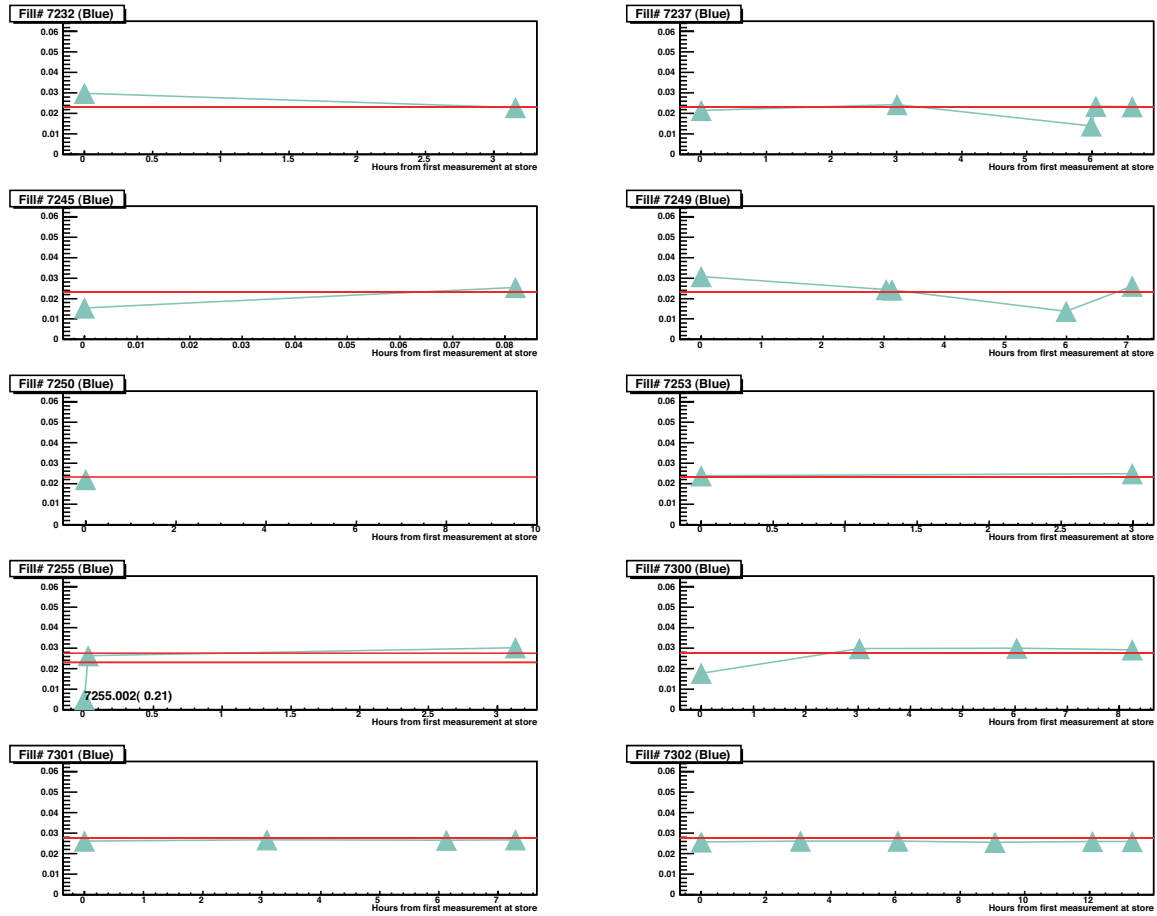 Fill# 7232 (Blue)
0.06
0.05
0.04
0.03
0.02
0.01
0
0 0.5 1 1.5 2 2.5 3
Hours from first measurement at store
Fill# 7237 (Blue)
0.06
0.05
0.04
0.03
0.02
0.01
0
0 1 2 3 4 5 6
Hours from first measurement at store
Fill# 7245 (Blue)
0.06
0.05
0.04
0.03
0.02
0.01
0
0 0.01 0.02 0.03 0.04 0.05 0.06 0.07 0.08
Hours from first measurement at store
Fill# 7249 (Blue)
0.06
0.05
0.04
0.03
0.02
0.01
0
0 1 2 3 4 5 6 7
Hours from first measurement at store
Fill# 7250 (Blue)
0.06
0.05
0.04
0.03
0.02
0.01
0
0 2 4 6 8 10
Hours from first measurement at store
Fill# 7253 (Blue)
0.06
0.05
0.04
0.03
0.02
0.01
0
0 0.5 1 1.5 2 2.5 3
Hours from first measurement at store
Fill# 7255 (Blue)
0.06
0.05
0.04
0.03
0.02
0.01
0
7255.002( 0.21)
0 0.5 1 1.5 2 2.5 3
Hours from first measurement at store
Fill# 7300 (Blue)
0.06
0.05
0.04
0.03
0.02
0.01
0
0 1 2 3 4 5 6 7 8
Hours from first measurement at store
Fill# 7301 (Blue)
0.06
0.05
0.04
0.03
0.02
0.01
0
0 1 2 3 4 5 6 7
Hours from first measurement at store
Fill# 7302 (Blue)
0.06
0.05
0.04
0.03
0.02
0.01
0
0 2 4 6 8 10 12
Hours from first measurement at store